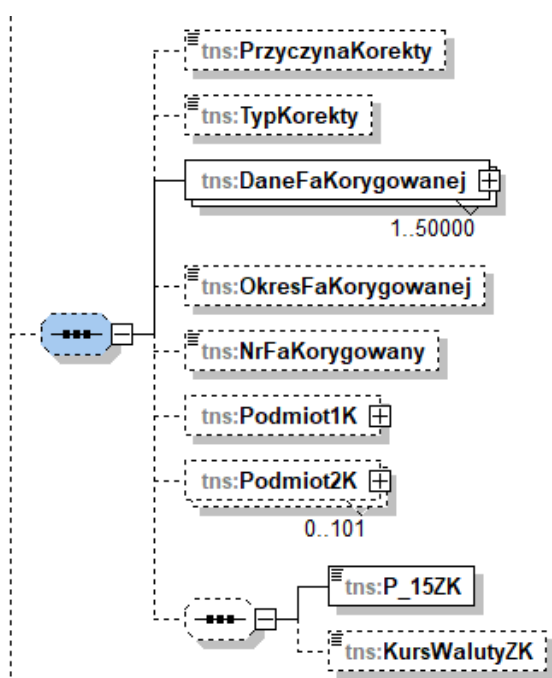 tns:PrzyczynaKorekty
tns:TypKorekty
tns:DaneFaKorygowanej
1..50000
tns:OkresFaKorygowanej
tns:NrFaKorygowany
tns:Podmiot1K
tns:Podmiot2K
0..101
tns:P_15ZK
tns:KursWalutyZK